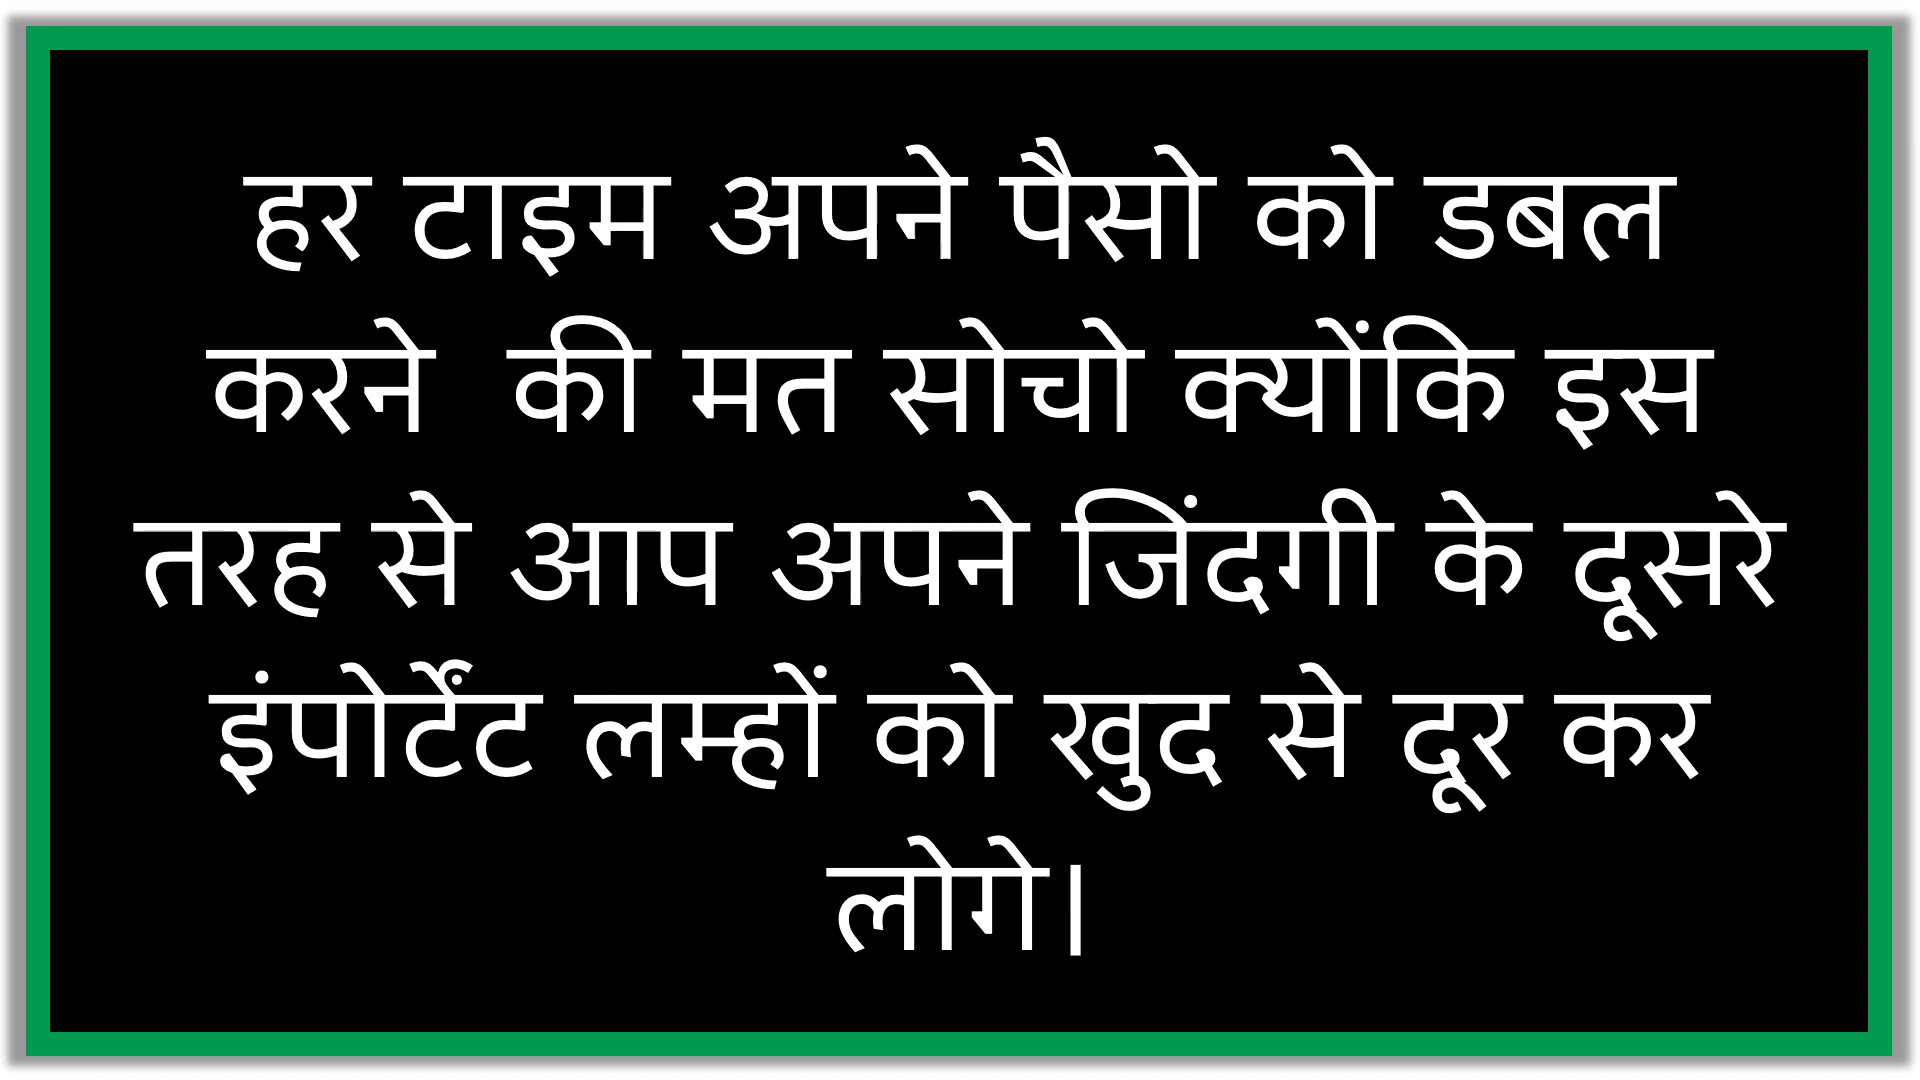 हर टाइम अपने पैसो को डबल
करने  की मत सोचो क्योंकि इस
तरह से आप अपने जिंदगी के दूसरे
इंपोर्टेंट लम्हों को खुद से दूर कर
लोगे।